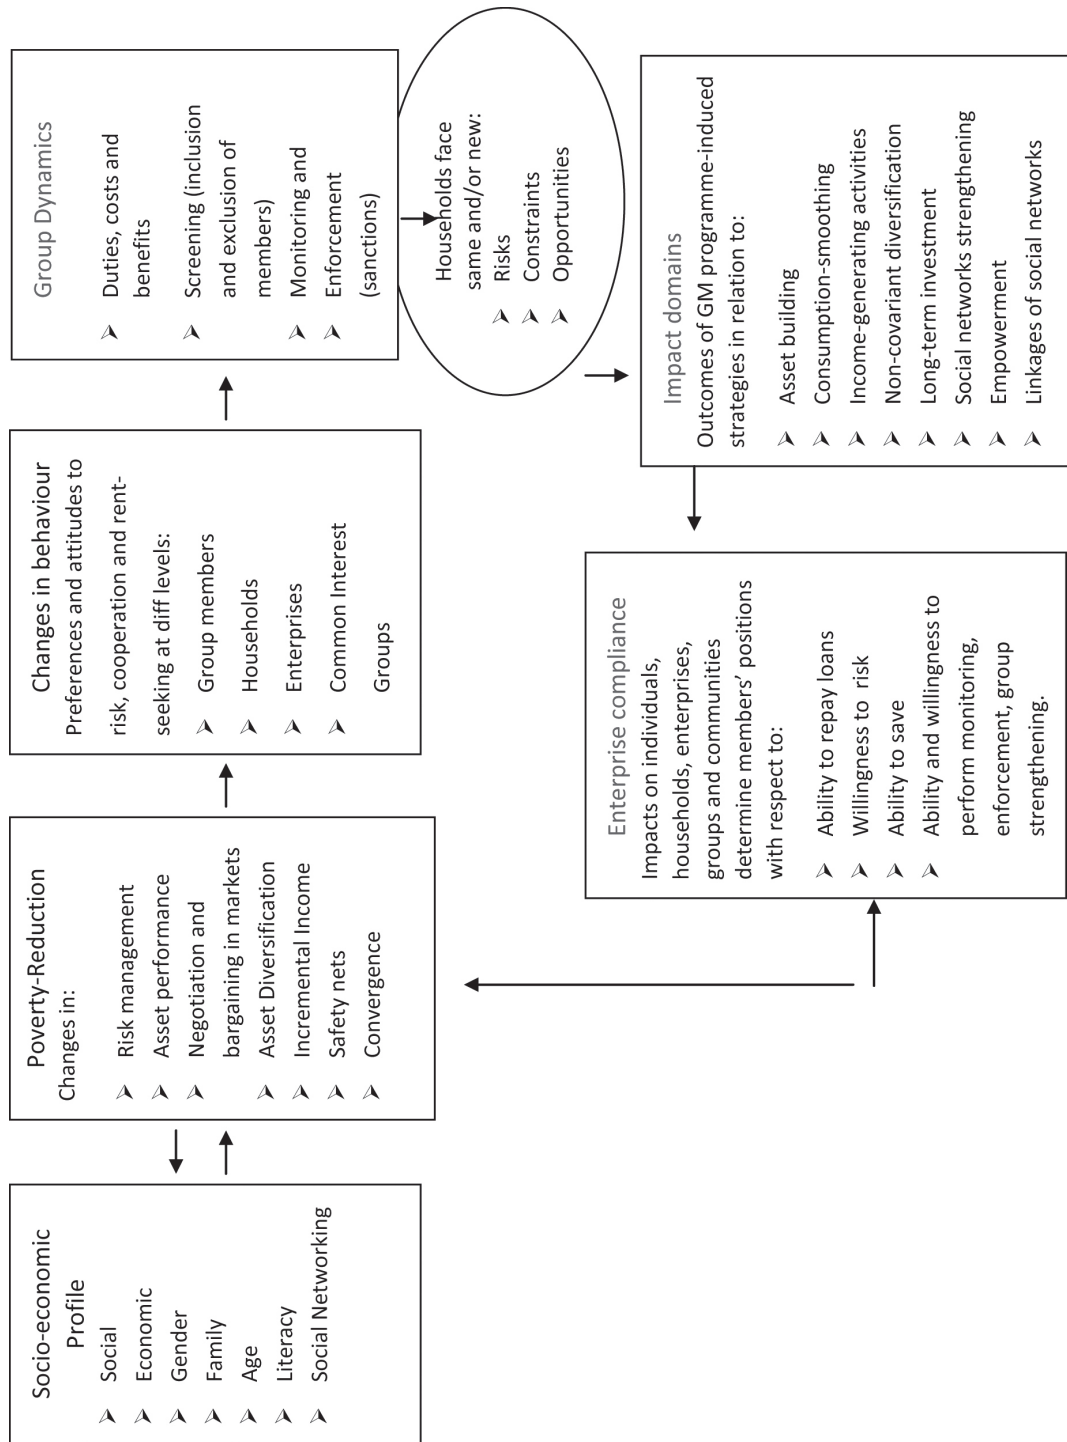 Socio-economic
Profile
Social
Economic
Gender
Family
Age
Literacy
Social Networking
Poverty-Reduction
Changes in:
Risk management
Asset performance
Negotiation and
bargaining in markets
Asset Diversification
Incremental Income
Safety nets
Convergence
Changes in behaviour
Preferences and attitudes to
risk, cooperation and rent-
seeking at diff levels:
Group members
Households
Enterprises
Common Interest
Groups
Group Dynamics
Duties, costs and
benefits
Screening (inclusion
and exclusion of
members)
Monitoring and
Enforcement
(sanctions)
Households face
same and/or new:
Risks
Constraints
Opportunities
Impact domains
Outcomes of GM programme-induced
strategies in relation to:
Asset building
Consumption-smoothing
Income-generating activities
Non-covariant diversification
Long-term investment
Social networks strengthening
Empowerment
Linkages of social networks
Enterprise compliance
Impacts on individuals,
households, enterprises,
groups and communities
determine members’ positions
with respect to:
Ability to repay loans
Willingness to risk
Ability to save
Ability and willingness to
perform monitoring,
enforcement, group
strengthening.